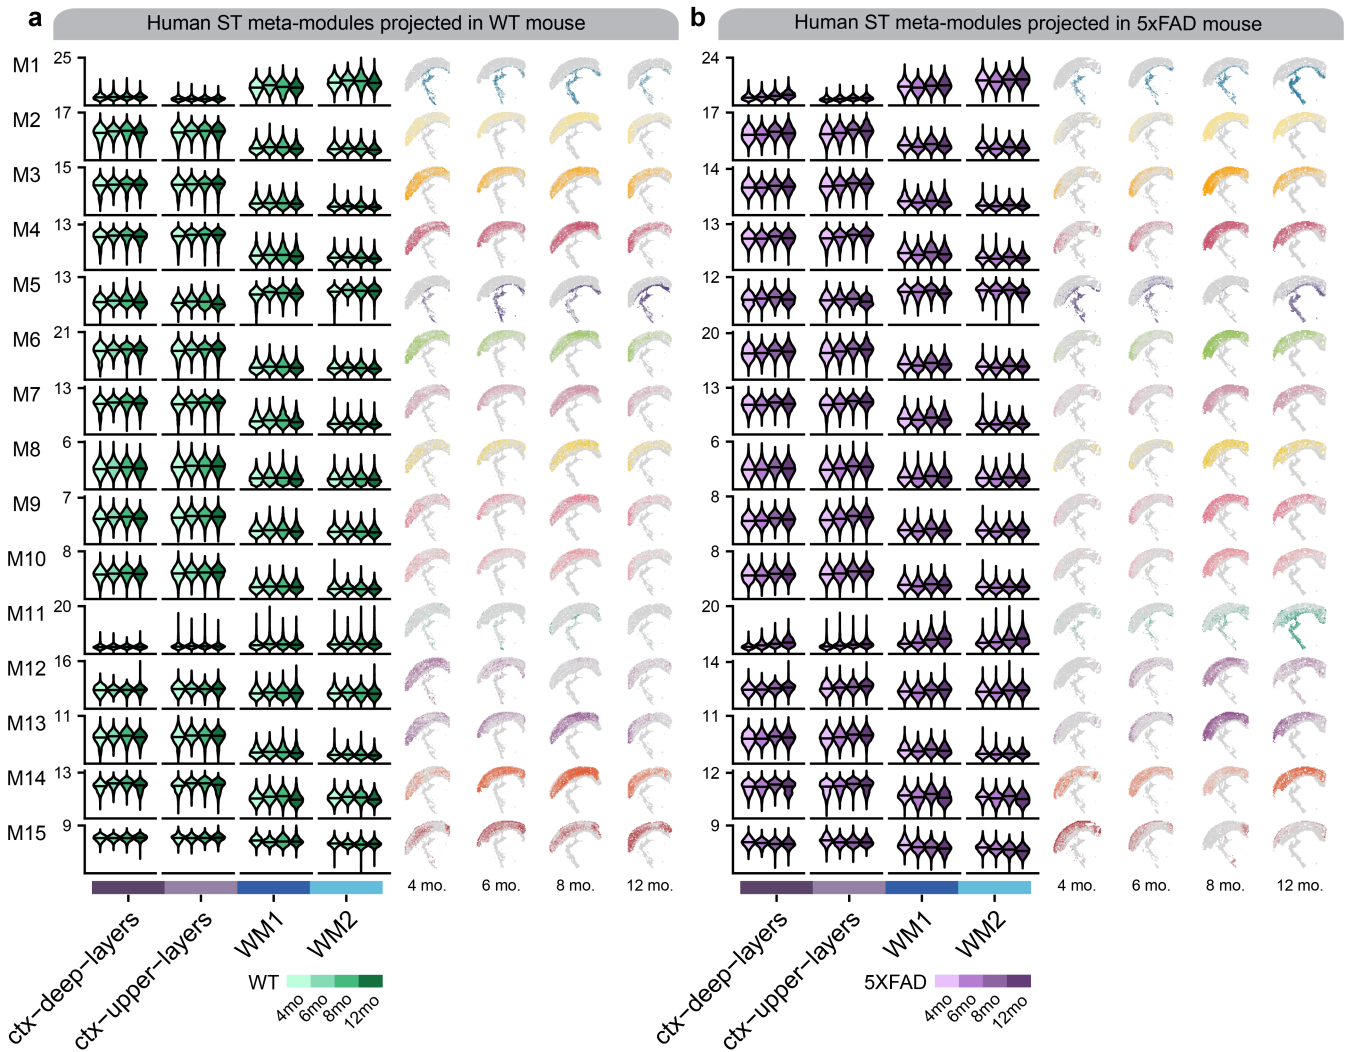 a
Human ST meta-modules projected in WT mouse
b
Human ST meta-modules projected in 5xFAD mouse
M1 25 24
M2 17 17
M3 15 14
M4 13 13
M5 13 12
M6 21 20
M7 13 13
M8 6 6
M9 7 8
M10 8 8
M11 20 20
M12 16 14
M13 11 11
M14 13 12
M15 9 9
4 mo. 6 mo. 8 mo. 12 mo. 4 mo. 6 mo. 8 mo. 12 mo.
ctx-deep-layers ctx-upper-layers WM1 WM2 ctx-deep-layers ctx-upper-layers WM1 WM2
WT 5XFAD
4mo 6mo 8mo 12mo 4mo 6mo 8mo 12mo